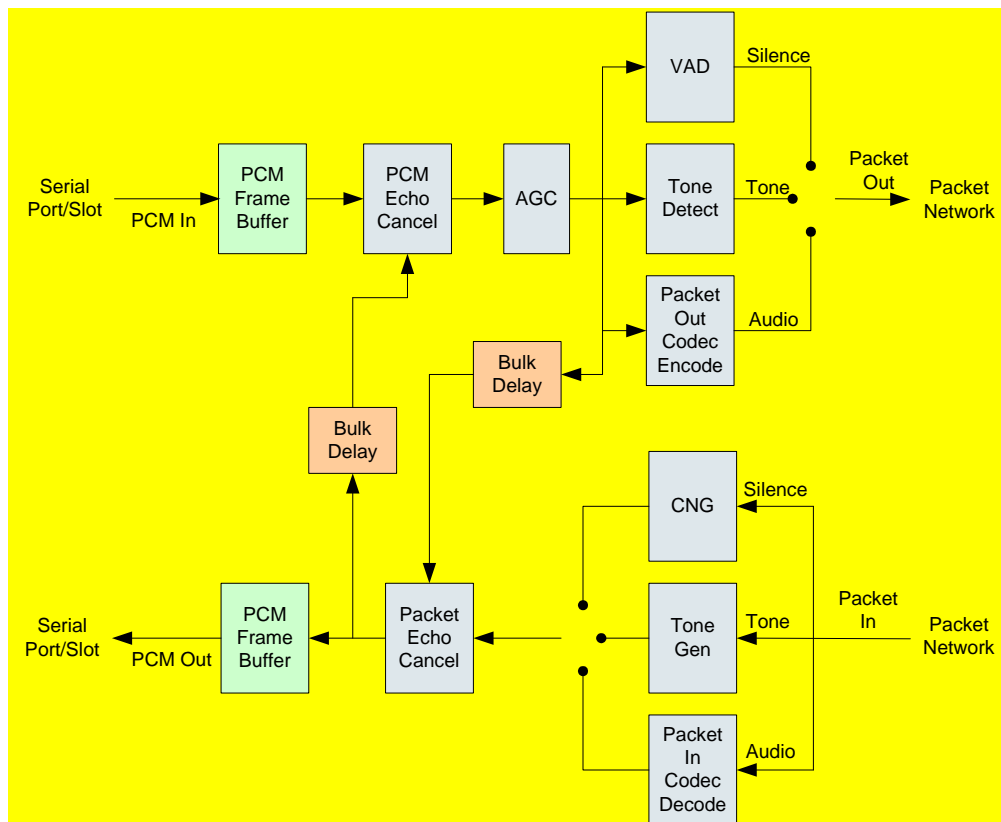 VAD
Silence
Serial
Port/Slot
PCM In
PCM
Frame
Buffer
PCM
Echo
Cancel
AGC
Tone
Detect
Tone
Packet
Out
Packet
Network
Packet
Out
Codec
Encode
Audio
Bulk
Delay
Bulk
Delay
CNG
Silence
Serial
Port/Slot
PCM Out
PCM
Frame
Buffer
Packet
Echo
Cancel
Tone
Gen
Tone
Packet
In
Packet
Network
Packet
In
Codec
Decode
Audio